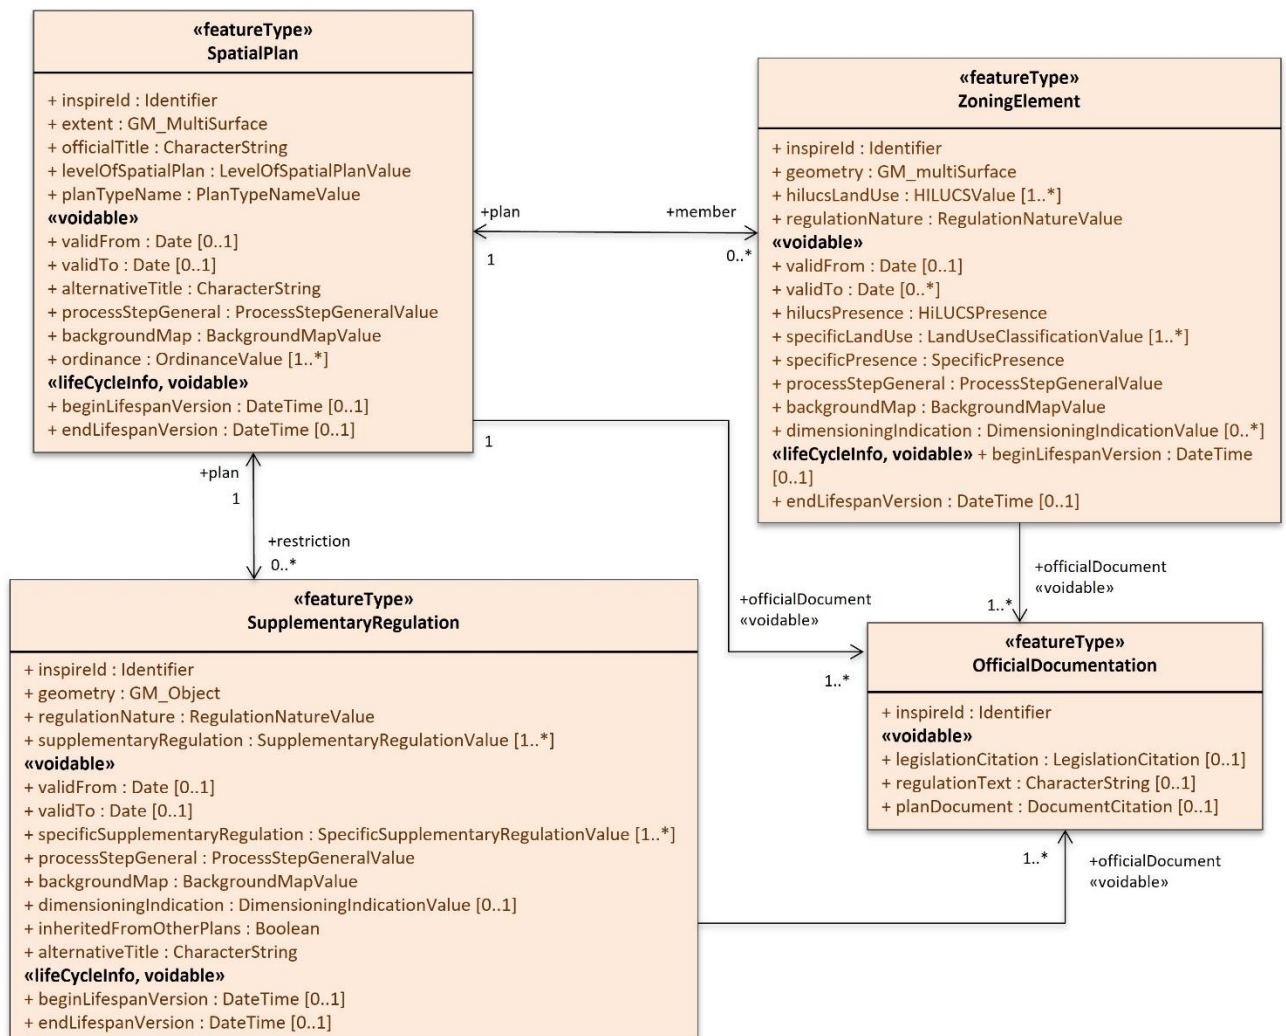 «featureType»
SpatialPlan
+ inspireId : Identifier
+ extent : GM_MultiSurface
+ officialTitle : CharacterString
+ levelOfSpatialPlan : LevelOfSpatialPlanValue
+ planTypeName : PlanTypeNameValue
«voidable»
+ validFrom : Date [0..1]
+ validTo : Date [0..1]
+ alternativeTitle : CharacterString
+ processStepGeneral : ProcessStepGeneralValue
+ backgroundMap : BackgroundMapValue
+ ordinance : OrdinanceValue [1..*]
«lifeCycleInfo, voidable»
+ beginLifespanVersion : DateTime [0..1]
+ endLifespanVersion : DateTime [0..1]
+plan
1
+member
0..*
«featureType»
ZoningElement
+ inspireId : Identifier
+ geometry : GM_multiSurface
+ hilucsLandUse : HILUCSValue [1..*]
+ regulationNature : RegulationNatureValue
«voidable»
+ validFrom : Date [0..1]
+ validTo : Date [0..*]
+ hilucsPresence : HiLUCSPresence
+ specificLandUse : LandUseClassificationValue [1..*]
+ specificPresence : SpecificPresence
+ processStepGeneral : ProcessStepGeneralValue
+ backgroundMap : BackgroundMapValue
+ dimensioningIndication : DimensioningIndicationValue [0..*]
«lifeCycleInfo, voidable» + beginLifespanVersion : DateTime
[0..1]
+ endLifespanVersion : DateTime [0..1]
1
+plan
1
+restriction
0..*
+officialDocument
«voidable»
1..*
+officialDocument
«voidable»
1..*
«featureType»
SupplementaryRegulation
+ inspireId : Identifier
+ geometry : GM_Object
+ regulationNature : RegulationNatureValue
+ supplementaryRegulation : SupplementaryRegulationValue [1..*]
«voidable»
+ validFrom : Date [0..1]
+ validTo : Date [0..1]
+ specificSupplementaryRegulation : SpecificSupplementaryRegulationValue [1..*]
+ processStepGeneral : ProcessStepGeneralValue
+ backgroundMap : BackgroundMapValue
+ dimensioningIndication : DimensioningIndicationValue [0..1]
+ inheritedFromOtherPlans : Boolean
+ alternativeTitle : CharacterString
«lifeCycleInfo, voidable»
+ beginLifespanVersion : DateTime [0..1]
+ endLifespanVersion : DateTime [0..1]
«featureType»
OfficialDocumentation
+ inspireId : Identifier
«voidable»
+ legislationCitation : LegislationCitation [0..1]
+ regulationText : CharacterString [0..1]
+ planDocument : DocumentCitation [0..1]
1..*
+officialDocument
«voidable»